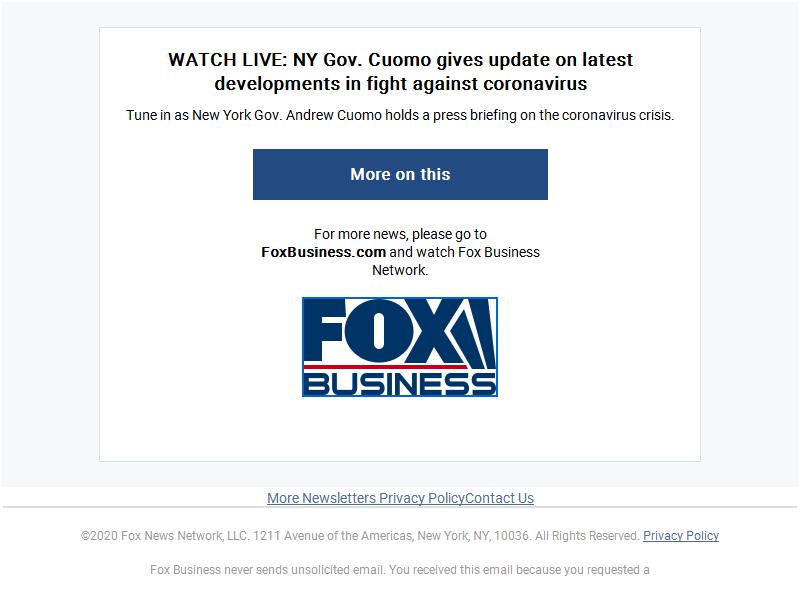 WATCH LIVE: NY Gov. Cuomo gives update on latest
developments in fight against coronavirus
Tune in as New York Gov. Andrew Cuomo holds a press briefing on the coronavirus crisis.
More on this
For more news, please go to
FoxBusiness.com and watch Fox Business
Network.
FOX
BUSINESS
More Newsletters Privacy PolicyContact Us
©2020 Fox News Network, LLC. 1211 Avenue of the Americas, New York, NY, 10036. All Rights Reserved. Privacy Policy
Fox Business never sends unsolicited email. You received this email because you requested a